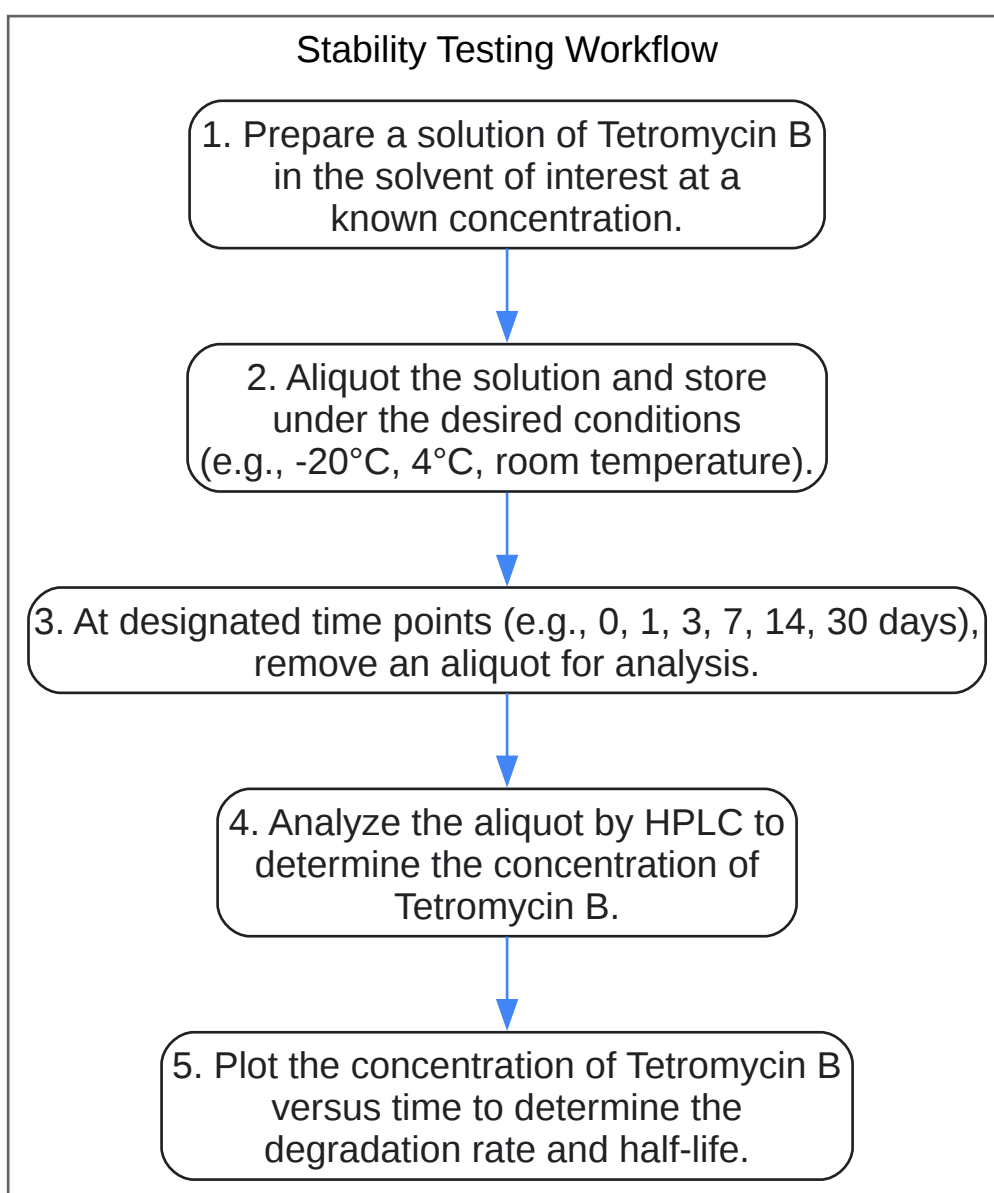 Stability Testing Workflow
1. Prepare a solution of Tetromycin B
in the solvent of interest at a
known concentration.
2. Aliquot the solution and store
under the desired conditions
(e.g., -20°C, 4°C, room temperature).
3. At designated time points (e.g., 0, 1, 3, 7, 14, 30 days),
remove an aliquot for analysis.
4. Analyze the aliquot by HPLC to
determine the concentration of
Tetromycin B.
5. Plot the concentration of Tetromycin B
versus time to determine the
degradation rate and half-life.